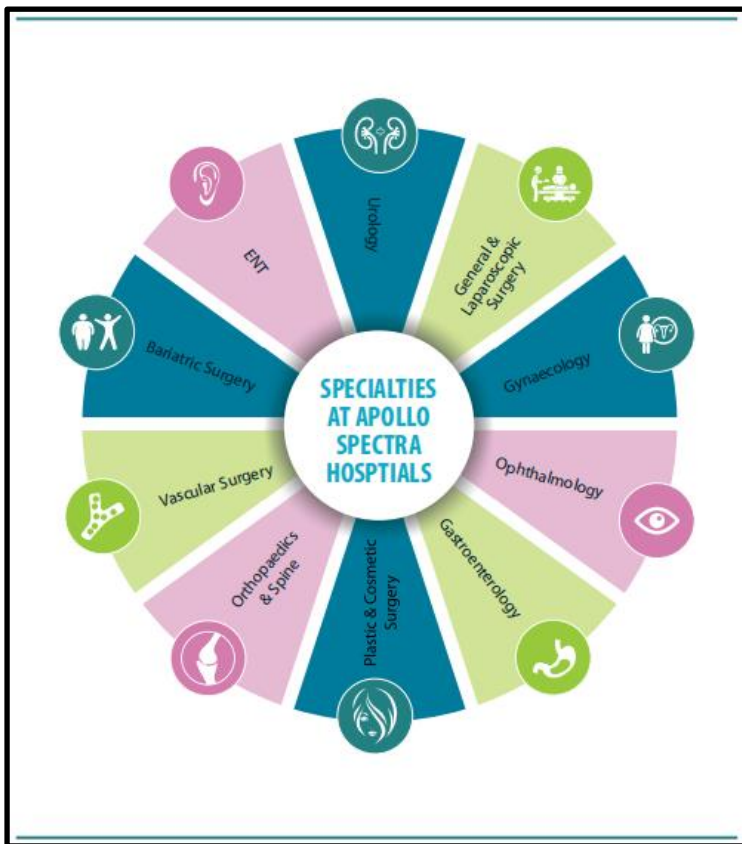 SPECIALTIES
AT APOLLO
SPECTRA
HOSPTIALS
Urology
General &
Laparoscopic
Surgery
Gynaecology
Ophthalmology
Gastroenterology
Plastic & Cosmetic
Surgery
Orthopaedics
& Spine
Vascular Surgery
Bariatric Surgery
ENT